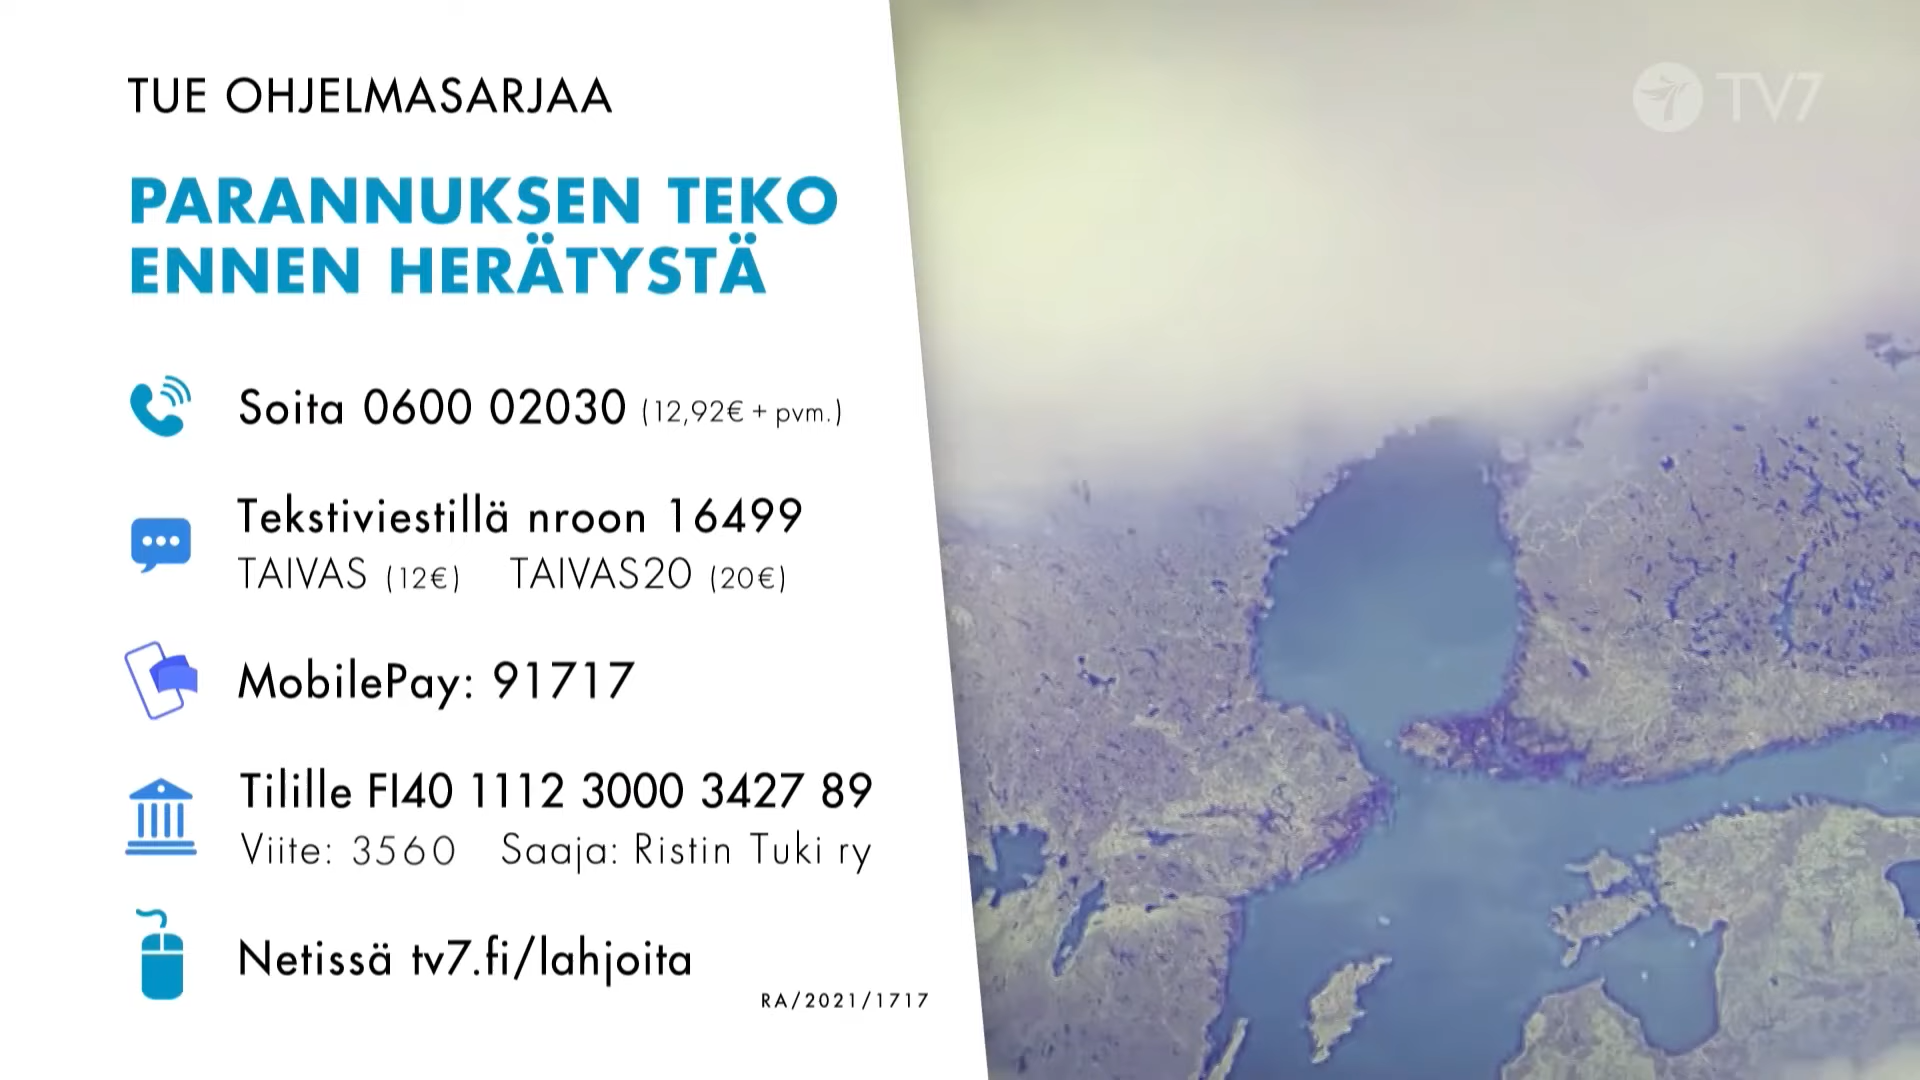 TUE OHJELMASARJAA
PARANNUKSEN TEKO
ENNEN HERÄTYSTÄ
Soita 0600 02030 (12,92€ + pvm.)
Tekstiviestillä nroon 16499
TAIVAS (12€) TAIVAS20 (20€)
MobilePay: 91717
Tilille FI40 1112 3000 3427 89
Viite: 3560 Saaja: Ristin Tuki ry
Netissä tv7.fi/lahjoita
RA/2021/1717
TV7